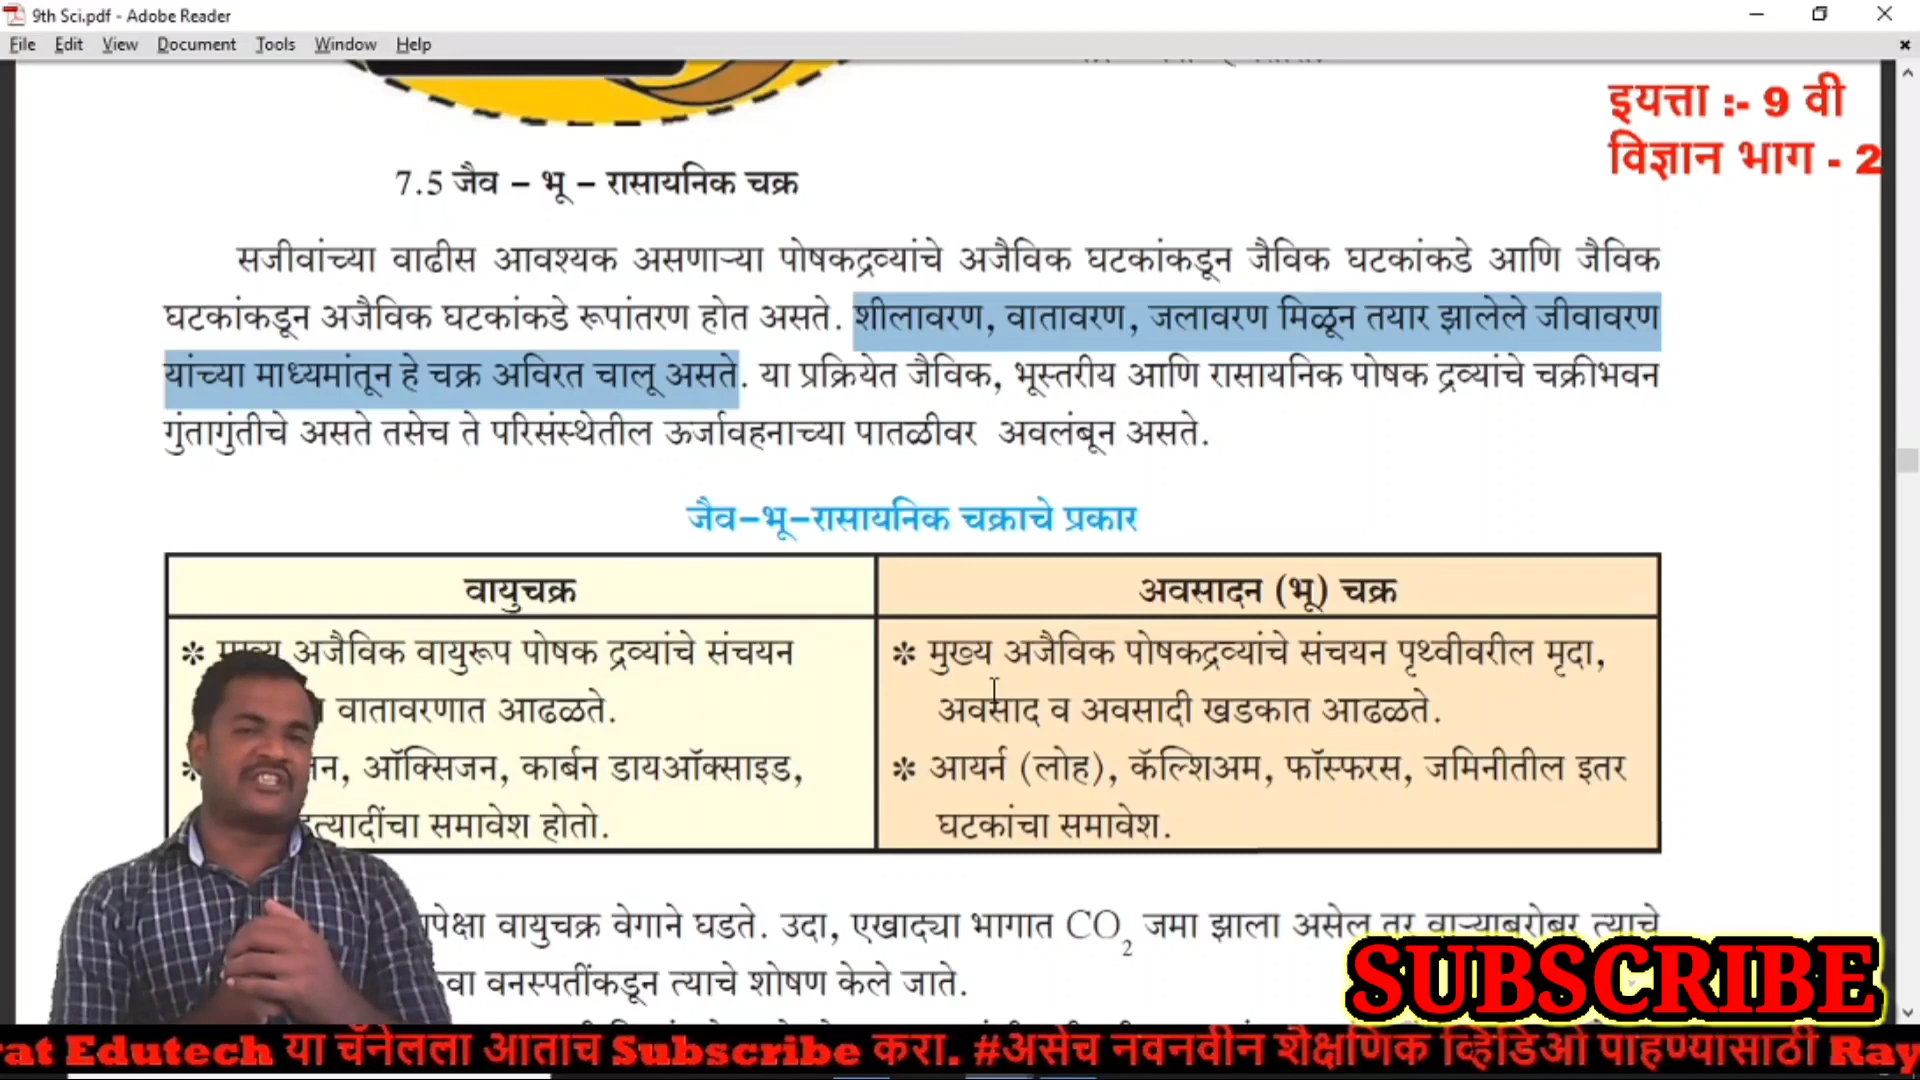 9th Sci.pdf - Adobe Reader
File Edit View Document Tools Window Help
इयत्ता :- 9 वी
विज्ञान भाग - 2
7.5 जैव – भू – रासायनिक चक्र
सजीवांच्या वाढीस आवश्यक असणाऱ्या पोषकद्रव्यांचे अजैविक घटकांकडून जैविक घटकांकडे आणि जैविक
घटकांकडून अजैविक घटकांकडे रूपांतरण होत असते. शीलावरण, वातावरण, जलावरण मिळून तयार झालेले जीवावरण
यांच्या माध्यमांतून हे चक्र अविरत चालू असते. या प्रक्रियेत जैविक, भूस्तरीय आणि रासायनिक पोषक द्रव्यांचे चक्रीभवन
गुंतागुंतीचे असते तसेच ते परिसंस्थेतील ऊर्जावहनाच्या पातळीवर अवलंबून असते.
जैव–भू–रासायनिक चक्राचे प्रकार
वायुचक्र
* अजैविक वायुरूप पोषक द्रव्यांचे संचयन
वातावरणात आढळते.
ऑक्सिजन, कार्बन डायऑक्साइड,
इत्यादींचा समावेश होतो.
अवसादन (भू) चक्र
* मुख्य अजैविक पोषकद्रव्यांचे संचयन पृथ्वीवरील मृदा,
अवसाद व अवसादी खडकात आढळते.
* आयर्न (लोह), कॅल्शिअम, फॉस्फरस, जमिनीतील इतर
घटकांचा समावेश.
वायुचक्र वेगाने घडते. उदा, एखाद्या भागात CO2 जमा झाला असेल तर वाऱ्याबरोबर त्याचे
वनस्पतींकडून त्याचे शोषण केले जाते.
SUBSCRIBE
rat Edutech या चॅनेलला आताच Subscribe करा. #असेच नवनवीन शैक्षणिक व्हिडिओ पाहण्यासाठी Ray